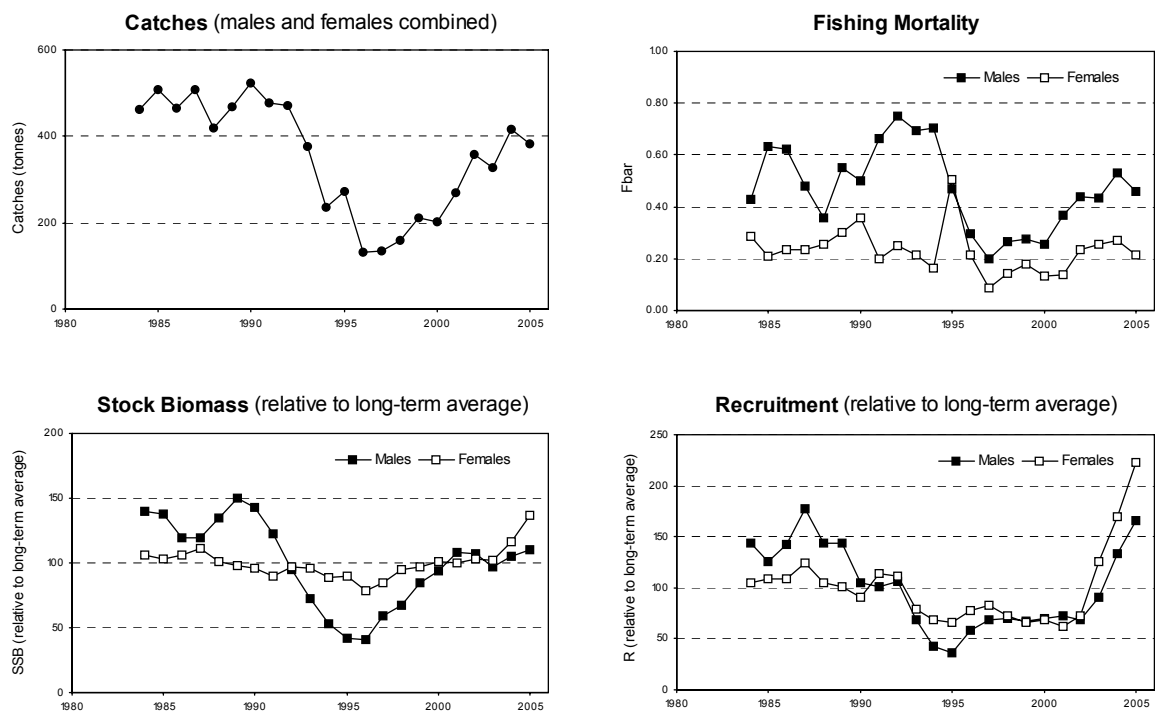 Catches (males and females combined)
600
400
200
0
Catches (tonnes)
1980 1985 1990 1995 2000 2005
Fishing Mortality
Males Females
1.00
0.80
0.60
0.40
0.20
0.00
Fbar
1980 1985 1990 1995 2000 2005
Stock Biomass (relative to long-term average)
Males Females
200
150
100
50
0
SSB (relative to long-term average)
1980 1985 1990 1995 2000 2005
Recruitment (relative to long-term average)
Males Females
250
200
150
100
50
0
R (relative to long-term average)
1980 1985 1990 1995 2000 2005